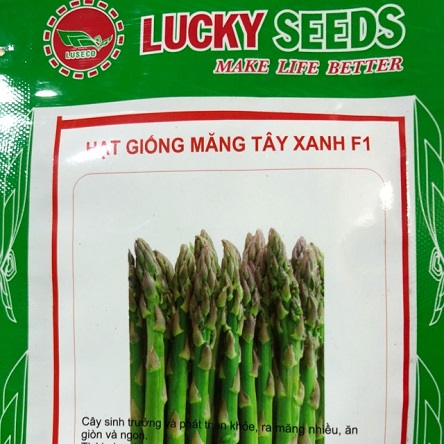 LUSECO
LUCKY SEEDS
MAKE LIFE BETTER
HẠT GIỐNG MĂNG TÂY XANH F1
Cây sinh trưởng và phát triển khỏe, ra măng nhiều, ăn
giòn và ngon.